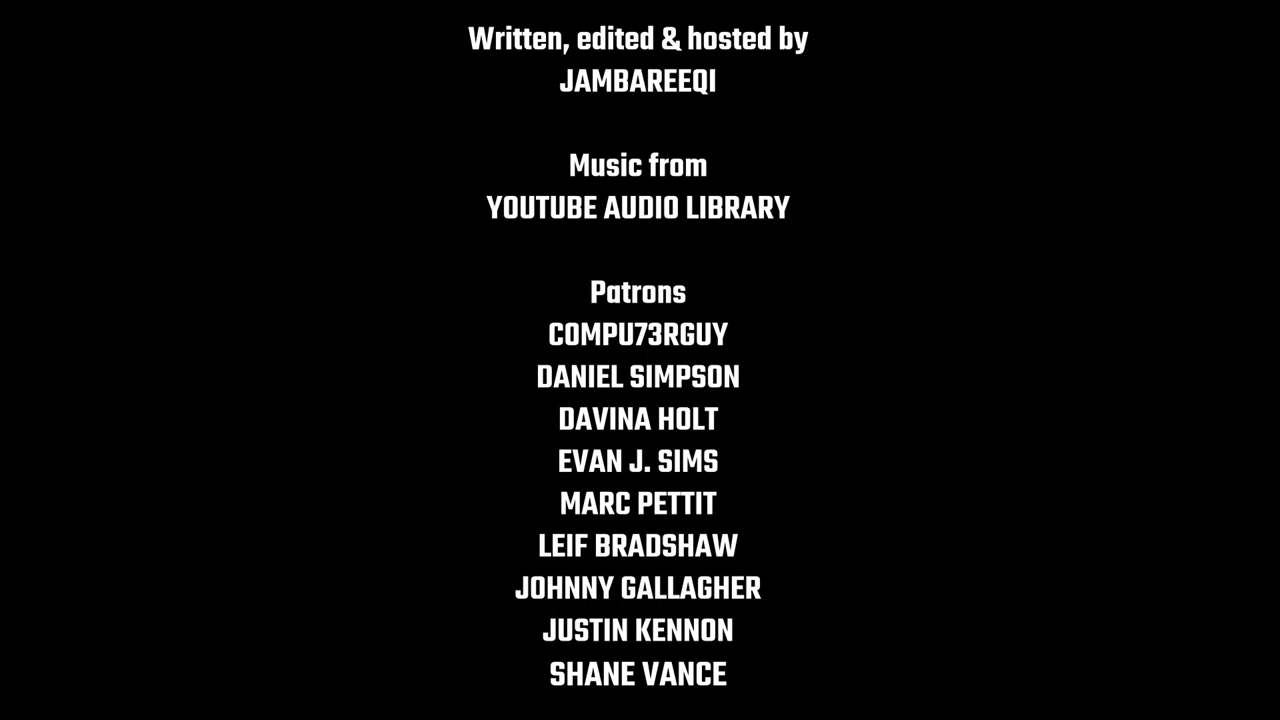 Written, edited & hosted by
JAMBAREEQI
Music from
YOUTUBE AUDIO LIBRARY
Patrons
C0MPU73RGUY
DANIEL SIMPSON
DAVINA HOLT
EVAN J. SIMS
MARC PETTIT
LEIF BRADSHAW
JOHNNY GALLAGHER
JUSTIN KENNON
SHANE VANCE